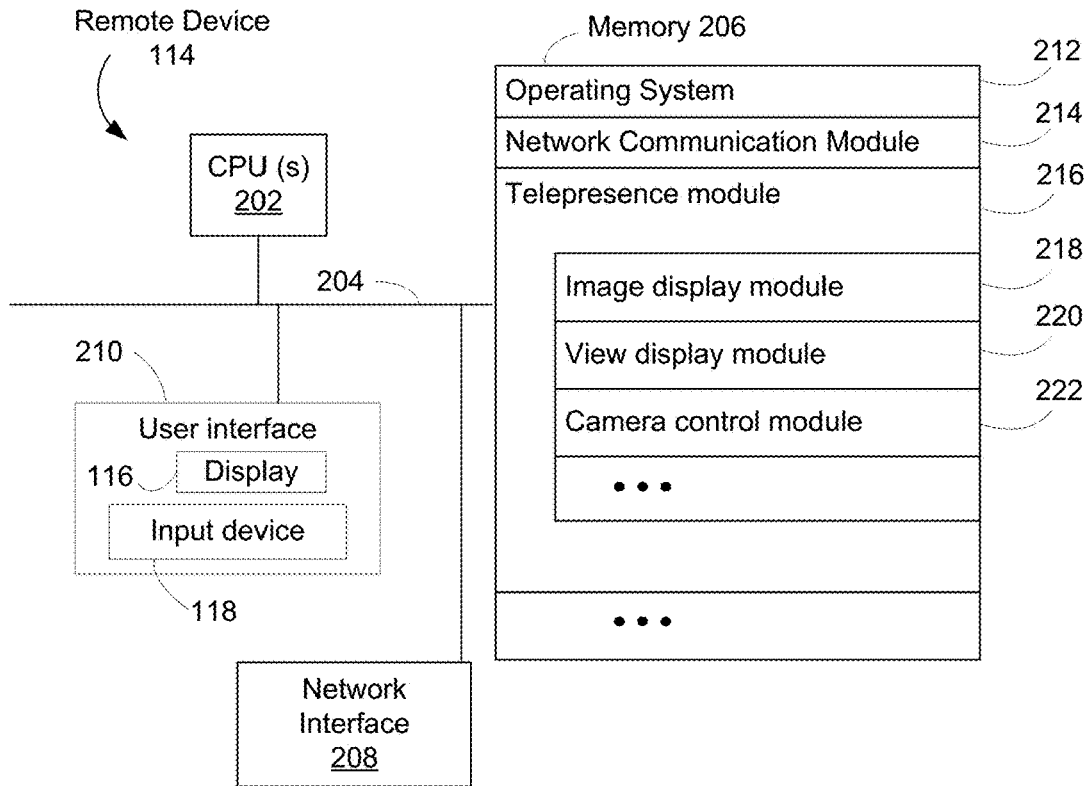 Remote Device
114
Memory 206
212
Operating System
214
Network Communication Module
CPU (s)
202
216
Telepresence module
218
Image display module
204
220
View display module
210
222
Camera control module
User interface
116
Display
• • •
Input device
118
• • •
Network
Interface
208